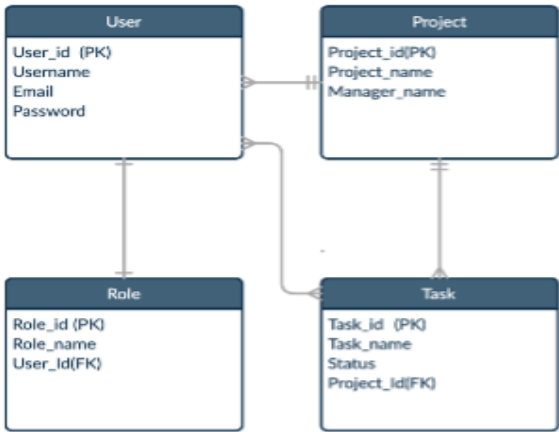 User
User_id (PK)
Username
Email
Password
Project
Project_id(PK)
Project_name
Manager_name
Role
Role_id (PK)
Role_name
User_Id(FK)
Task
Task_id (PK)
Task_name
Status
Project_Id(FK)